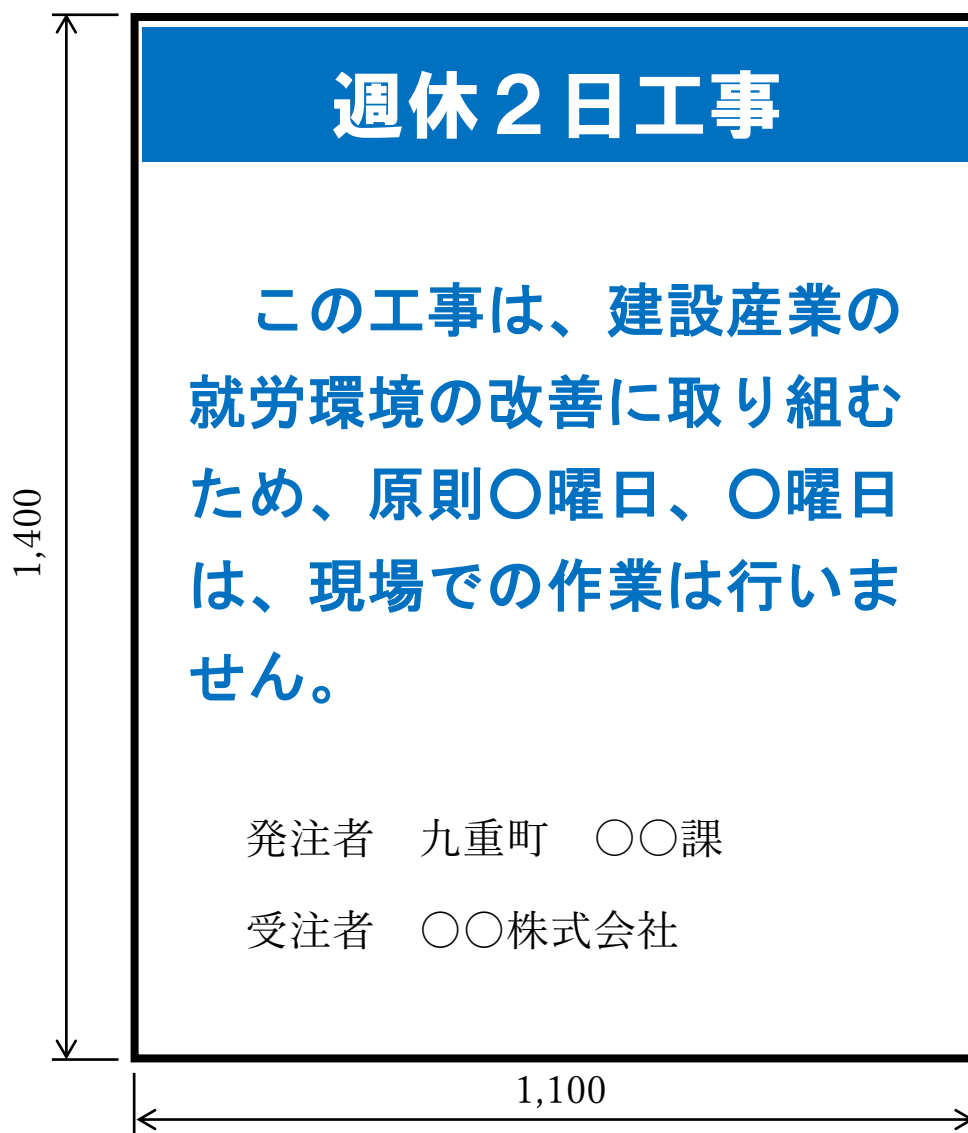 週休２日工事
この工事は、建設産業の
就労環境の改善に取り組む
ため、原則〇曜日、〇曜日
は、現場での作業は行いま
せん。
発注者　九重町　〇〇課
受注者　〇〇株式会社
1,400
1,100